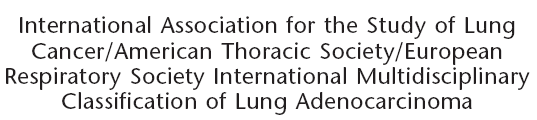 International Association for the Study of Lung
Cancer/American Thoracic Society/European
Respiratory Society International Multidisciplinary
Classification of Lung Adenocarcinoma